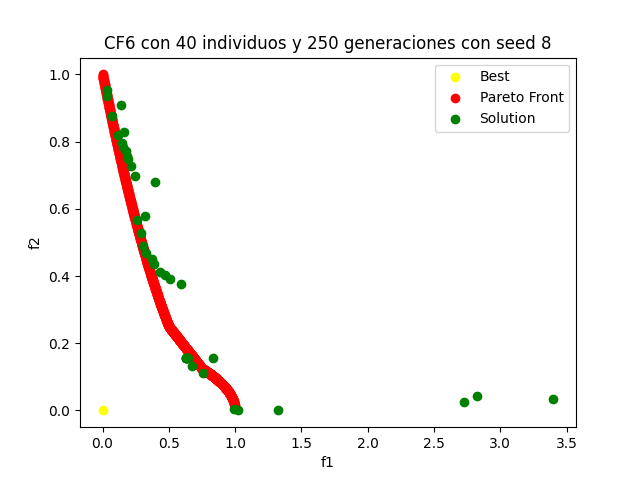 CF6 con 40 individuos y 250 generaciones con seed 8
Best
Pareto Front
Solution
f2
1.0
0.8
0.6
0.4
0.2
0.0
0.0 0.5 1.0 1.5 2.0 2.5 3.0 3.5
f1